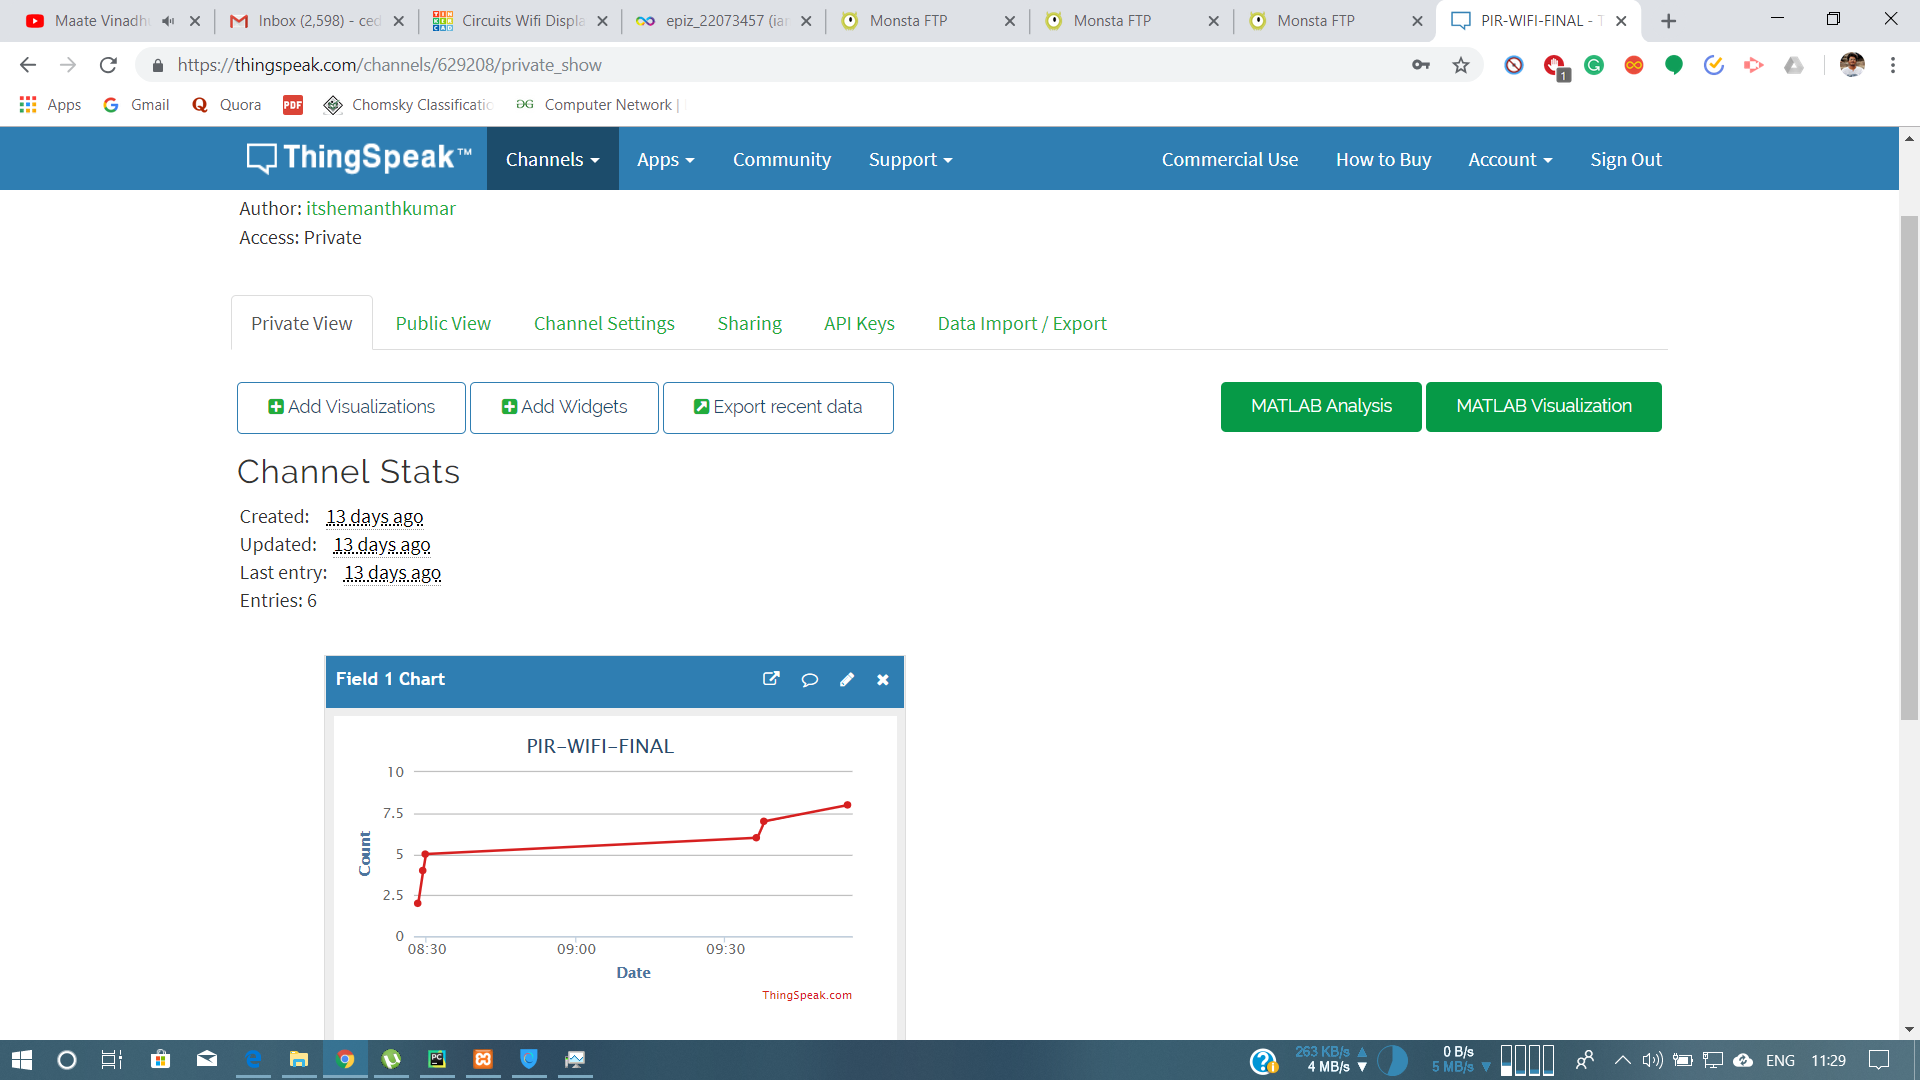 Maate Vinadh
Inbox (2,598) - ced
Circuits Wifi Displa
epiz_22073457 (iar
Monsta FTP
Monsta FTP
Monsta FTP
PIR-WIFI-FINAL - T
https://thingspeak.com/channels/629208/private_show
1
Apps
Gmail
Quora
PDF
Chomsky Classificatic
Computer Network |
ThingSpeak™
Channels
Apps
Community
Support
Commercial Use
How to Buy
Account
Sign Out
Author: itshemanthkumar
Access: Private
Private View
Public View
Channel Settings
Sharing
API Keys
Data Import / Export
Add Visualizations
Add Widgets
Export recent data
MATLAB Analysis
MATLAB Visualization
Channel Stats
Created: 13 days ago
Updated: 13 days ago
Last entry: 13 days ago
Entries: 6
Field 1 Chart
PIR-WIFI-FINAL
10
7.5
5
2.5
0
Count
08:30
09:00
09:30
Date
ThingSpeak.com
263 KB/s
4 MB/s
0 B/s
5 MB/s
ENG
11:29